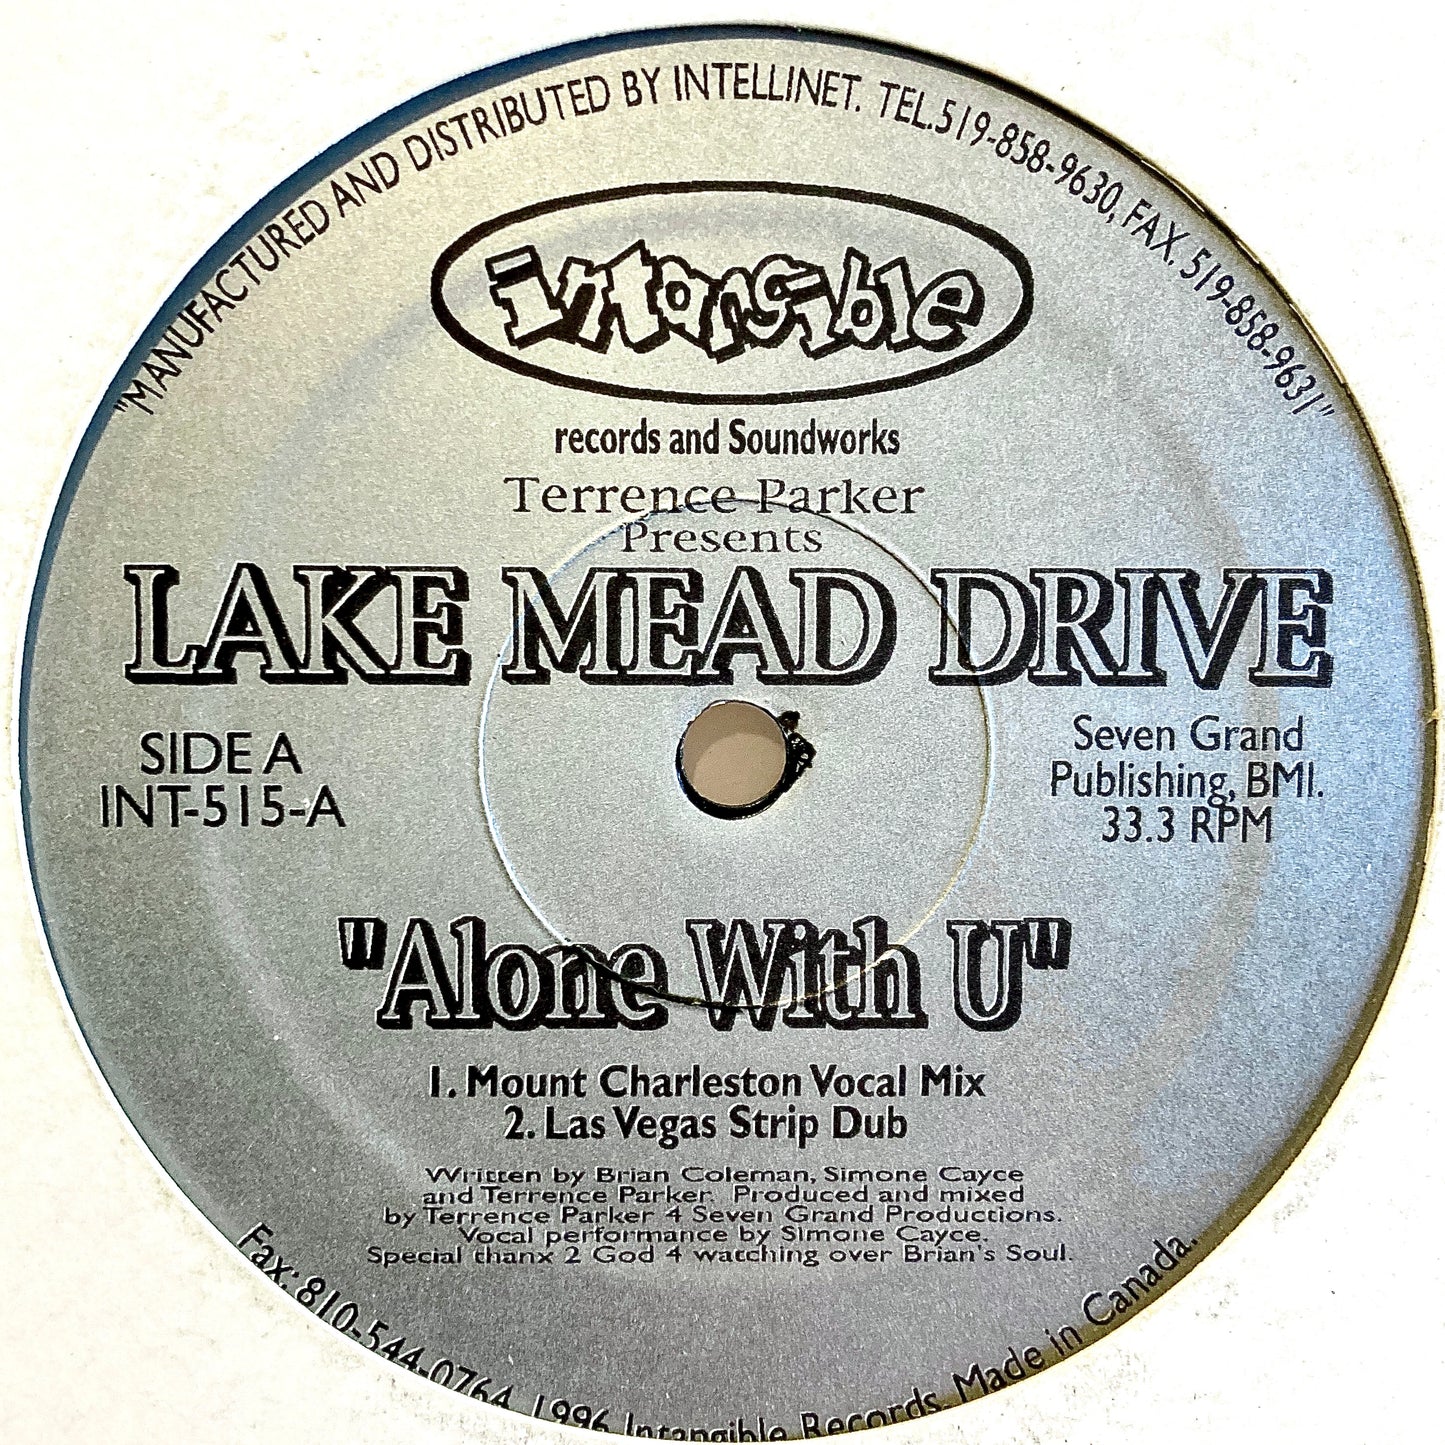 "MANUFACTURED AND DISTRIBUTED BY INTELLINET. TEL.519-858-9630, FAX. 519-858-9631"
intangible
records and Soundworks
Terrence Parker
Presents
LAKE MEAD DRIVE
SIDE A
INT-515-A
Seven Grand
Publishing, BMI.
33.3 RPM
"Alone With U"
1. Mount Charleston Vocal Mix
2. Las Vegas Strip Dub
Written by Brian Coleman, Simone Cayce
and Terrence Parker. Produced and mixed
by Terrence Parker 4 Seven Grand Productions.
Vocal performance by Simone Cayce.
Special thanx 2 God 4 watching over Brian's Soul.
Fax: 810-544-0764 1996 Intangible Records. Made in Canada.